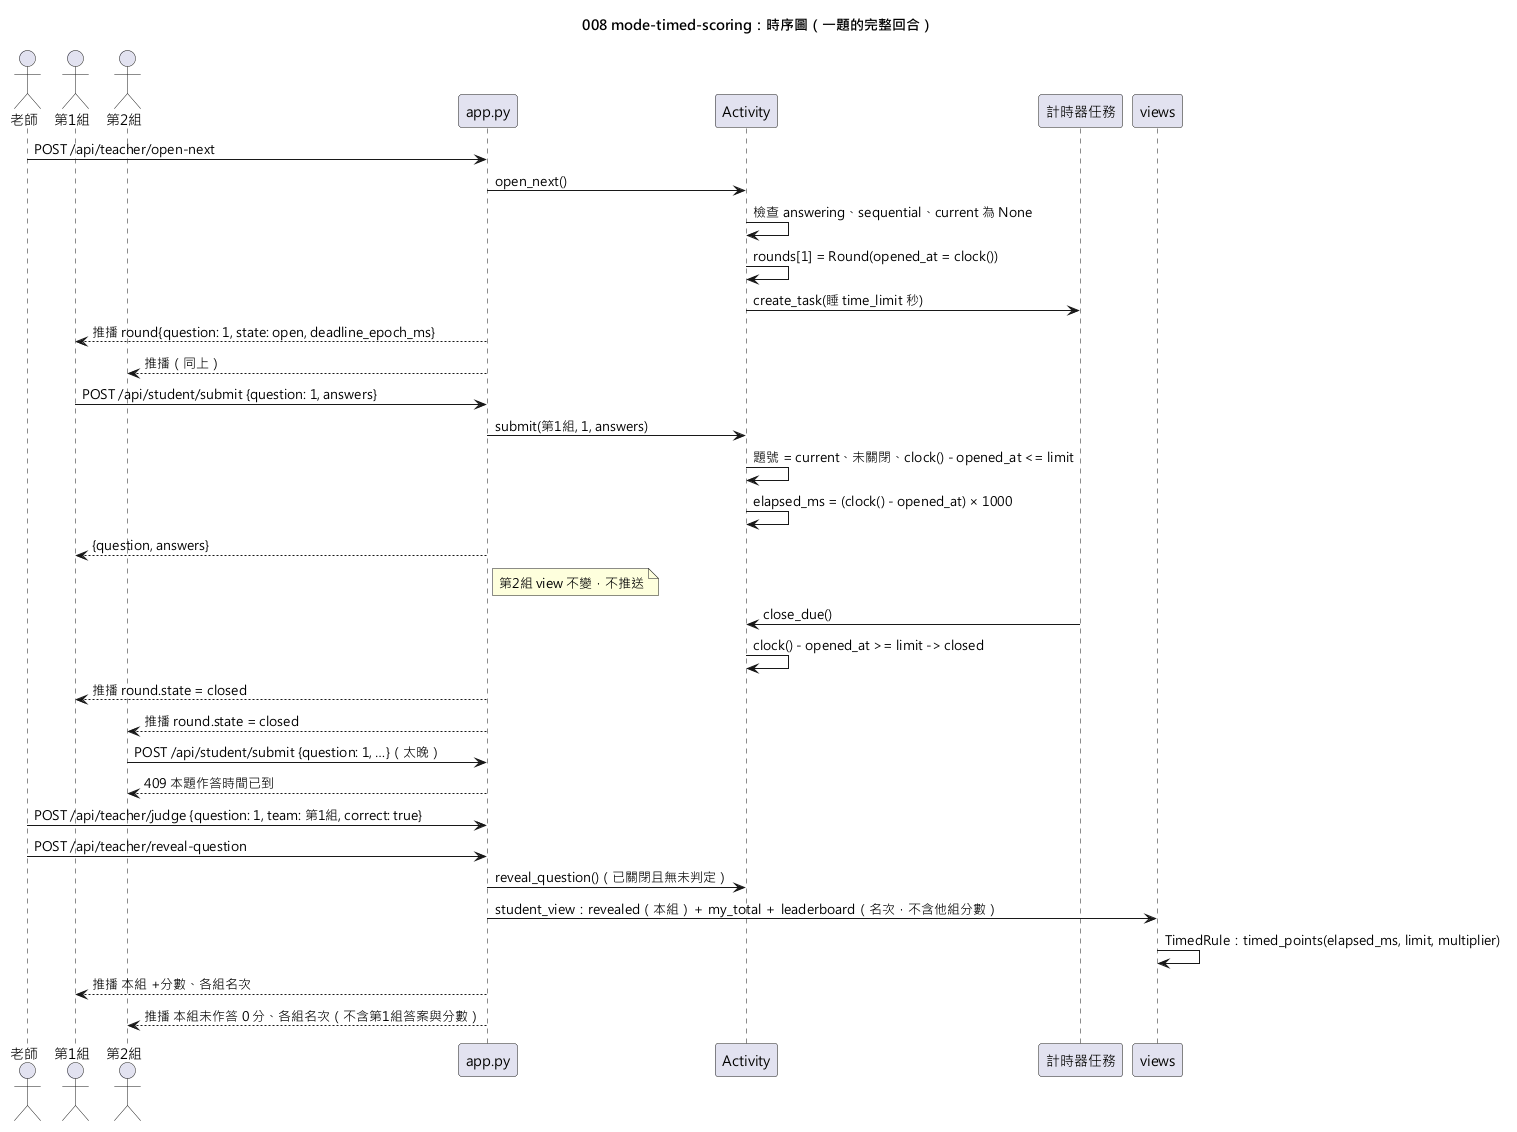 008 mode-timed-scoring：時序圖（一題的完整回合）
老師
第1組
第2組
app.py
Activity
計時器任務
views
POST /api/teacher/open-next
open_next()
檢查 answering、sequential、current 為 None
rounds[1] = Round(opened_at = clock())
create_task(睡 time_limit 秒)
推播 round{question: 1, state: open, deadline_epoch_ms}
推播（同上）
POST /api/student/submit {question: 1, answers}
submit(第1組, 1, answers)
題號 = current、未關閉、clock() - opened_at <= limit
elapsed_ms = (clock() - opened_at) × 1000
{question, answers}
第2組 view 不變，不推送
close_due()
clock() - opened_at >= limit -> closed
推播 round.state = closed
推播 round.state = closed
POST /api/student/submit {question: 1, ...}（太晚）
409 本題作答時間已到
POST /api/teacher/judge {question: 1, team: 第1組, correct: true}
POST /api/teacher/reveal-question
reveal_question()（已關閉且無未判定）
student_view：revealed（本組）+ my_total + leaderboard（名次，不含他組分數）
TimedRule：timed_points(elapsed_ms, limit, multiplier)
推播 本組 +分數、各組名次
推播 本組未作答 0 分、各組名次（不含第1組答案與分數）
老師
第1組
第2組
app.py
Activity
計時器任務
views